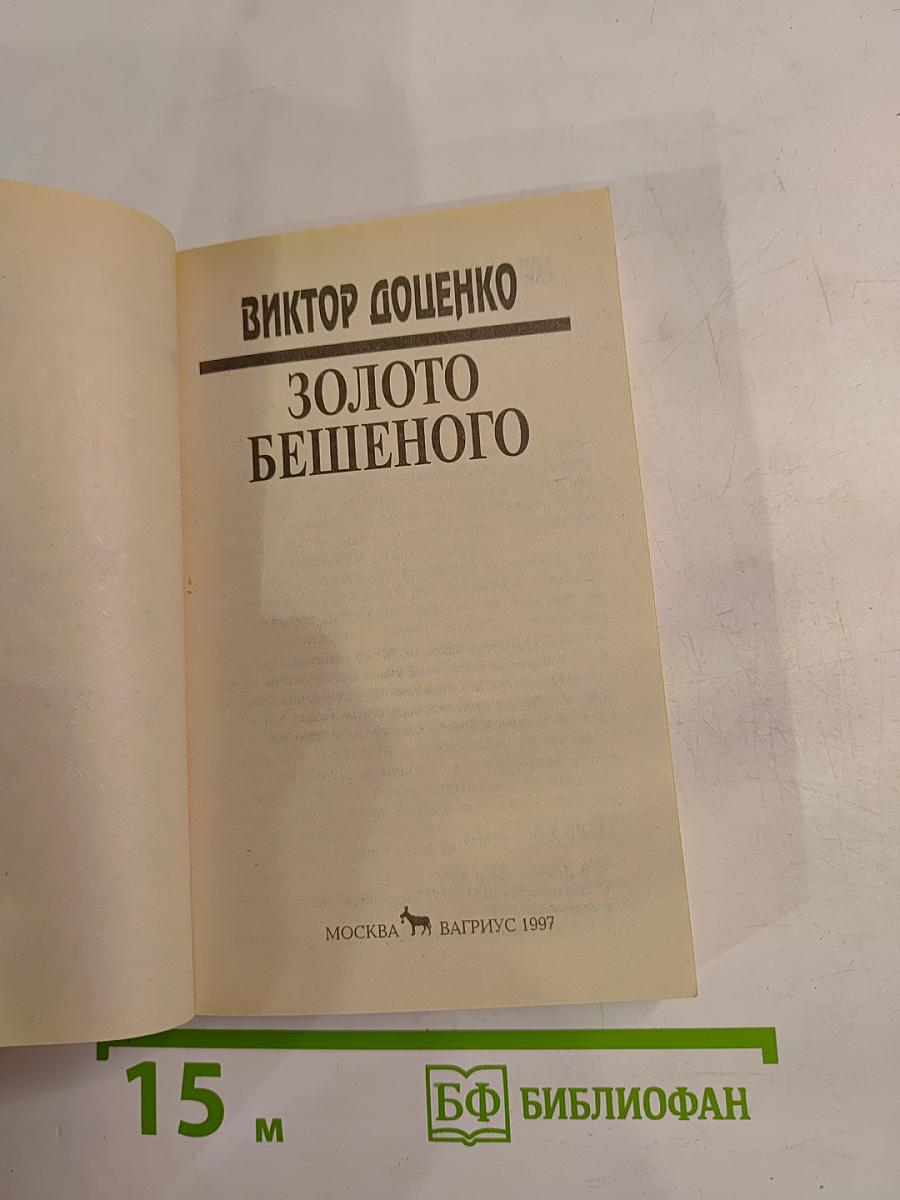 ВИКТОР ДОЦЕНКО
ЗОЛОТО
БЕШЕНОГО
МОСКВА ВАГРИУС 1997
15 м
БФ БИБЛИОФАН